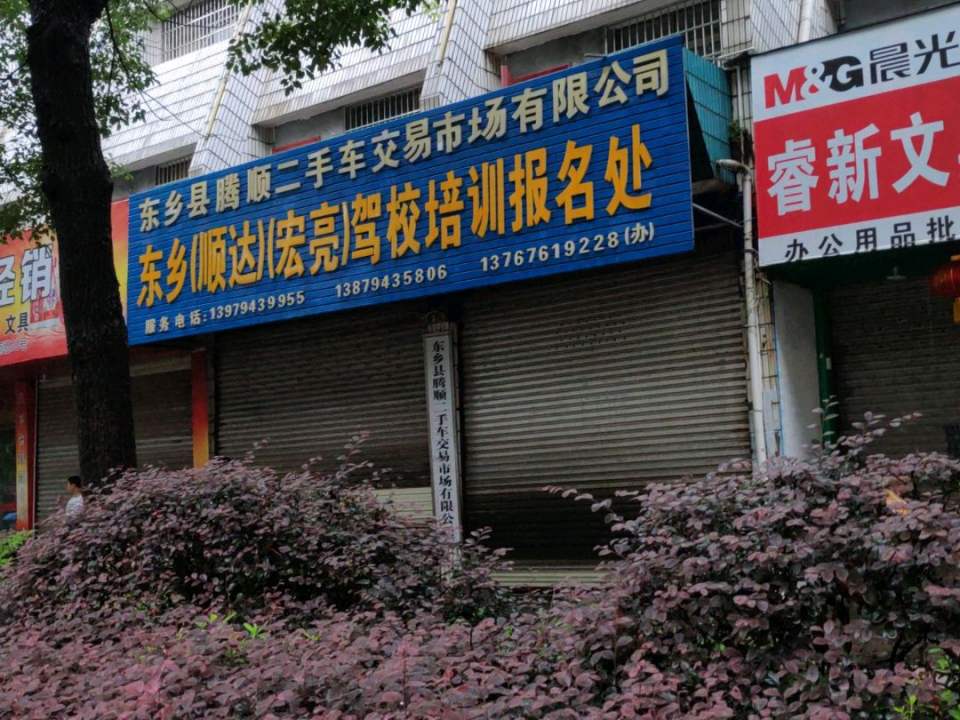 经销
文具
东乡县腾顺二手车交易市场有限公司
东乡(顺达)(宏亮)驾校培训报名处
服务电话:13979439955 13879435806 13767619228(办)
东乡县腾顺二手车交易市场有限公
M&G晨光
睿新文
办公用品批